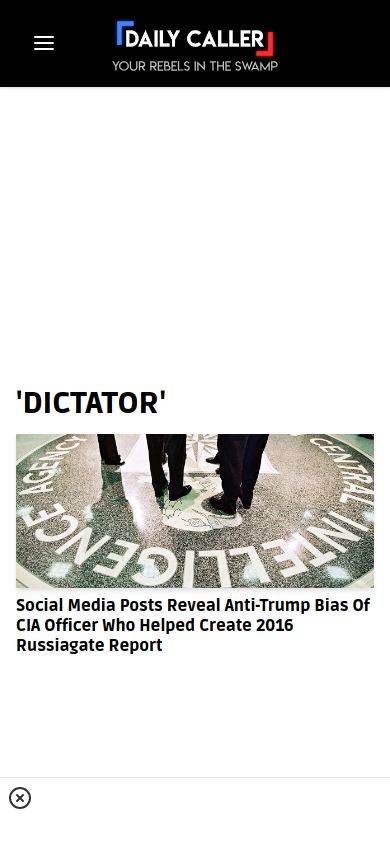 DAILY CALLER
YOUR REBELS IN THE SWAMP
'DICTATOR'
CENTRAL INTELLIGENCE AGENCY
Social Media Posts Reveal Anti-Trump Bias Of
CIA Officer Who Helped Create 2016
Russiagate Report